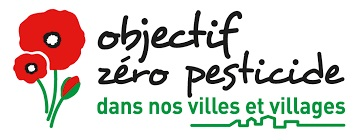 objectif
zéro pesticide
dans nos villes et villages